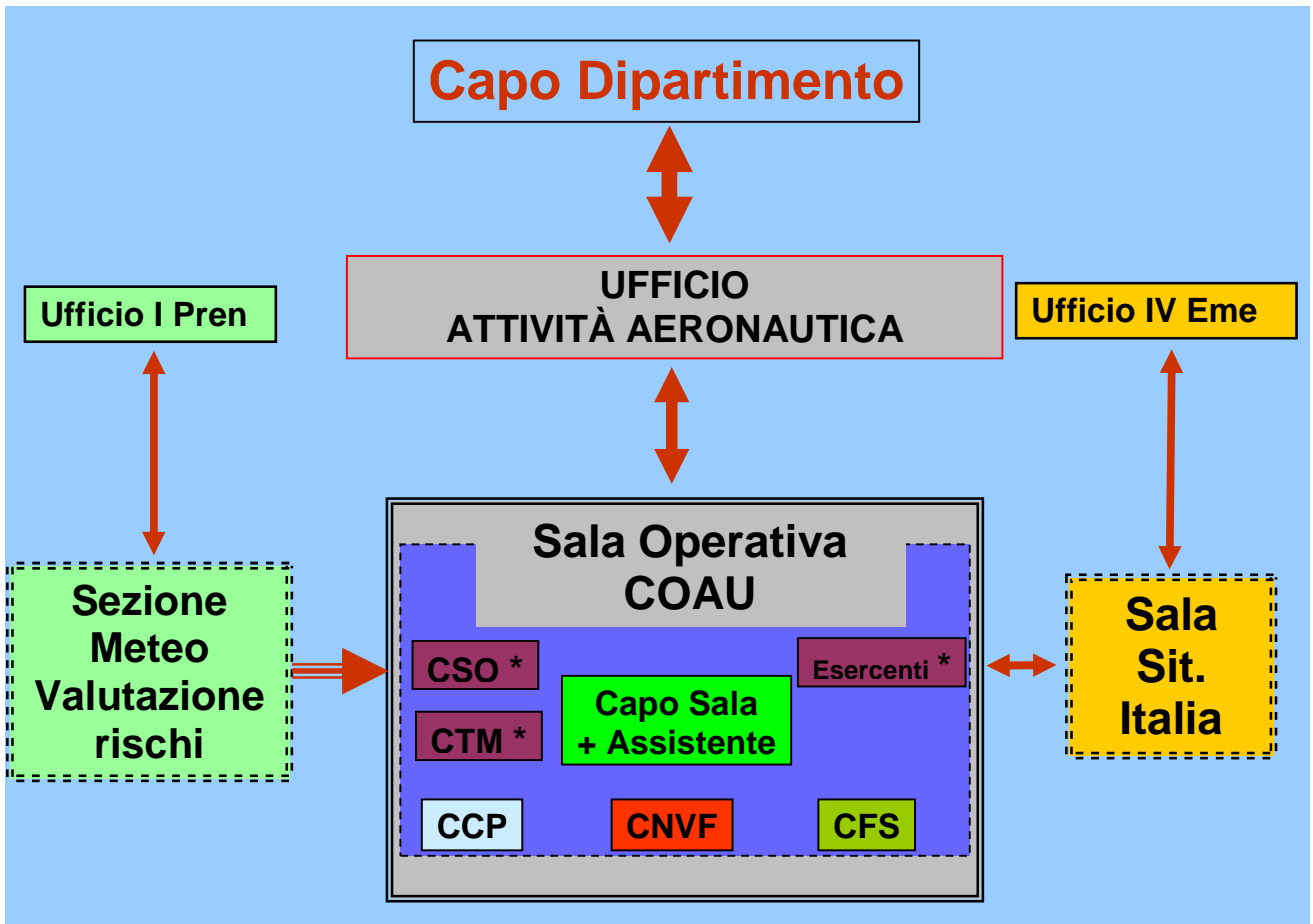 Capo Dipartimento
UFFICIO
ATTIVITÀ AERONAUTICA
Ufficio I Pren
Ufficio IV Eme
Sezione
Meteo
Valutazione
rischi
Sala Operativa
COAU
CSO *
Esercenti *
CTM *
Capo Sala
+ Assistente
CCP
CNVF
CFS
Sala
Sit.
Italia